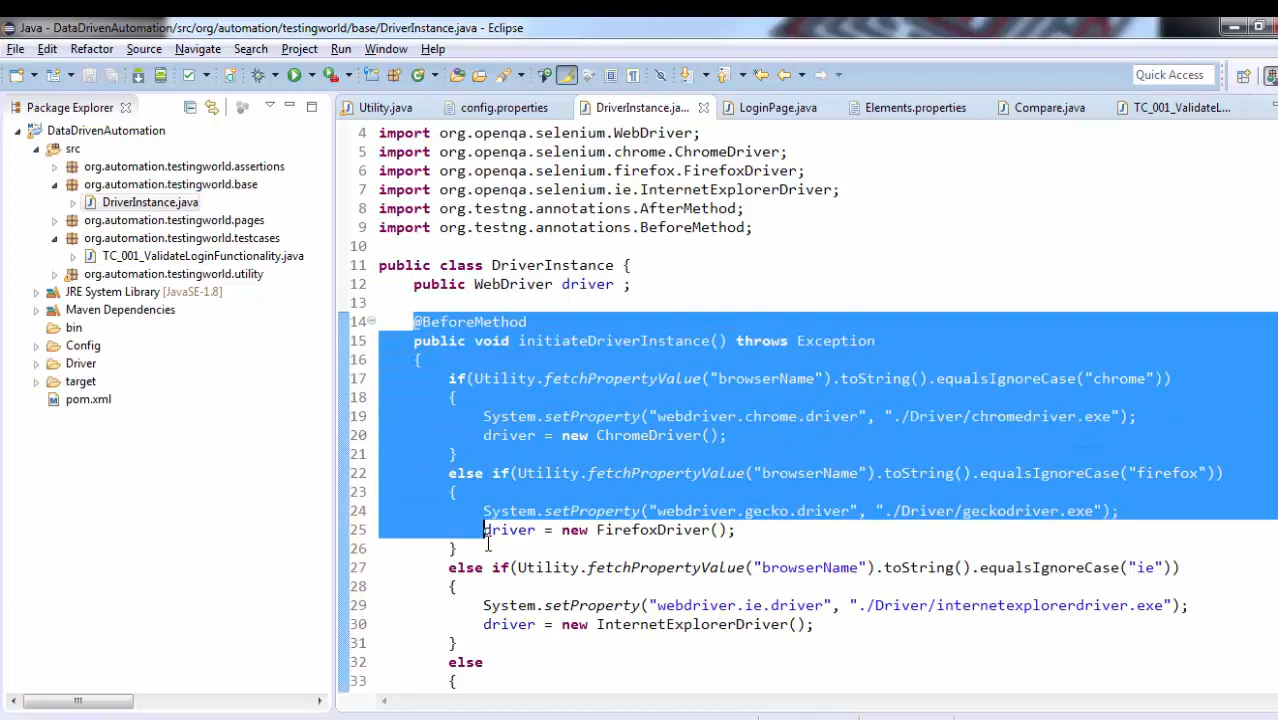 Java - DataDrivenAutomation/src/org/automation/testingworld/base/DriverInstance.java - Eclipse
File Edit Refactor Source Navigate Search Project Run Window Help
Quick Access
Package Explorer
Utility.java config.properties DriverInstance.ja... LoginPage.java Elements.properties Compare.java TC_001_ValidateL...
DataDrivenAutomation
src
org.automation.testingworld.assertions
org.automation.testingworld.base
DriverInstance.java
org.automation.testingworld.pages
org.automation.testingworld.testcases
TC_001_ValidateLoginFunctionality.java
org.automation.testingworld.utility
JRE System Library [JavaSE-1.8]
Maven Dependencies
bin
Config
Driver
target
pom.xml
4 import org.openqa.selenium.WebDriver;
5 import org.openqa.selenium.chrome.ChromeDriver;
6 import org.openqa.selenium.firefox.FirefoxDriver;
7 import org.openqa.selenium.ie.InternetExplorerDriver;
8 import org.testng.annotations.AfterMethod;
9 import org.testng.annotations.BeforeMethod;
10
11 public class DriverInstance {
12 public WebDriver driver ;
13
14 @BeforeMethod
15 public void initiateDriverInstance() throws Exception
16 {
17 if(Utility.fetchPropertyValue("browserName").toString().equalsIgnoreCase("chrome"))
18 {
19 System.setProperty("webdriver.chrome.driver", "./Driver/chromedriver.exe");
20 driver = new ChromeDriver();
21 }
22 else if(Utility.fetchPropertyValue("browserName").toString().equalsIgnoreCase("firefox"))
23 {
24 System.setProperty("webdriver.gecko.driver", "./Driver/geckodriver.exe");
25 driver = new FirefoxDriver();
26 }
27 else if(Utility.fetchPropertyValue("browserName").toString().equalsIgnoreCase("ie"))
28 {
29 System.setProperty("webdriver.ie.driver", "./Driver/internetexplorerdriver.exe");
30 driver = new InternetExplorerDriver();
31 }
32 else
33 {